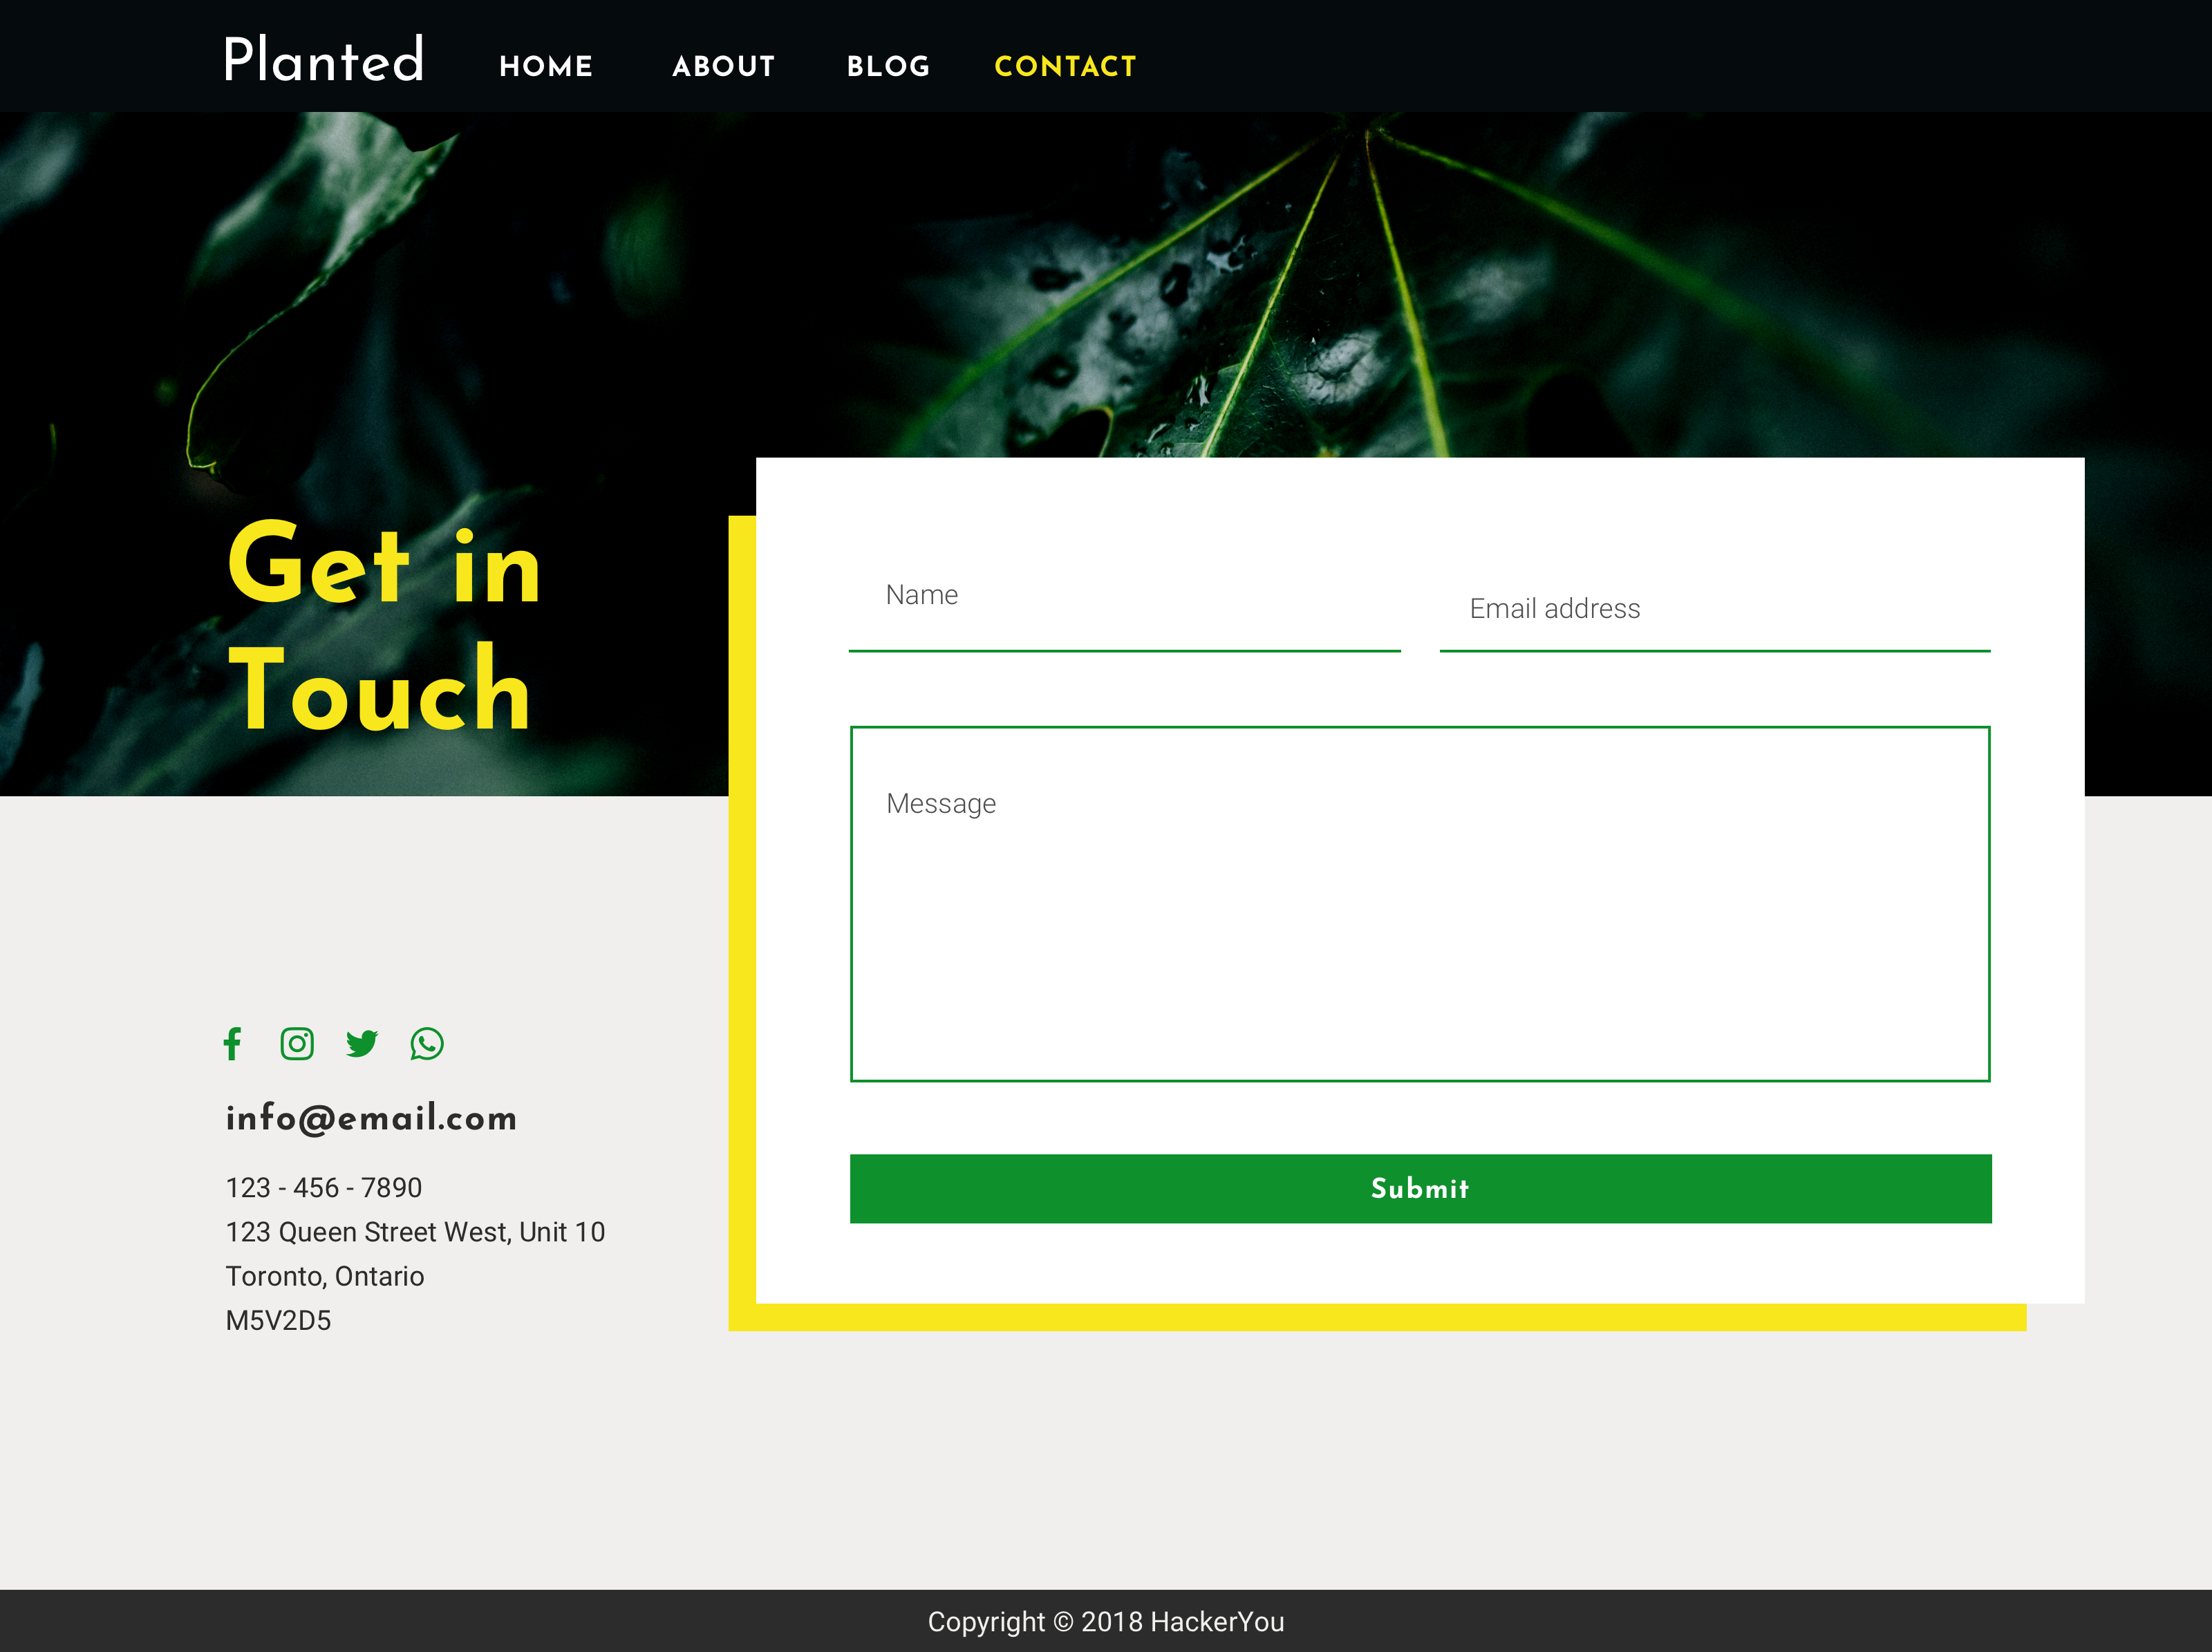 Planted
HOME
ABOUT
BLOG
CONTACT
Get in
Touch
Name
Email address
Message
Submit
info@email.com
123 - 456 - 7890
123 Queen Street West, Unit 10
Toronto, Ontario
M5V2D5
Copyright © 2018 HackerYou